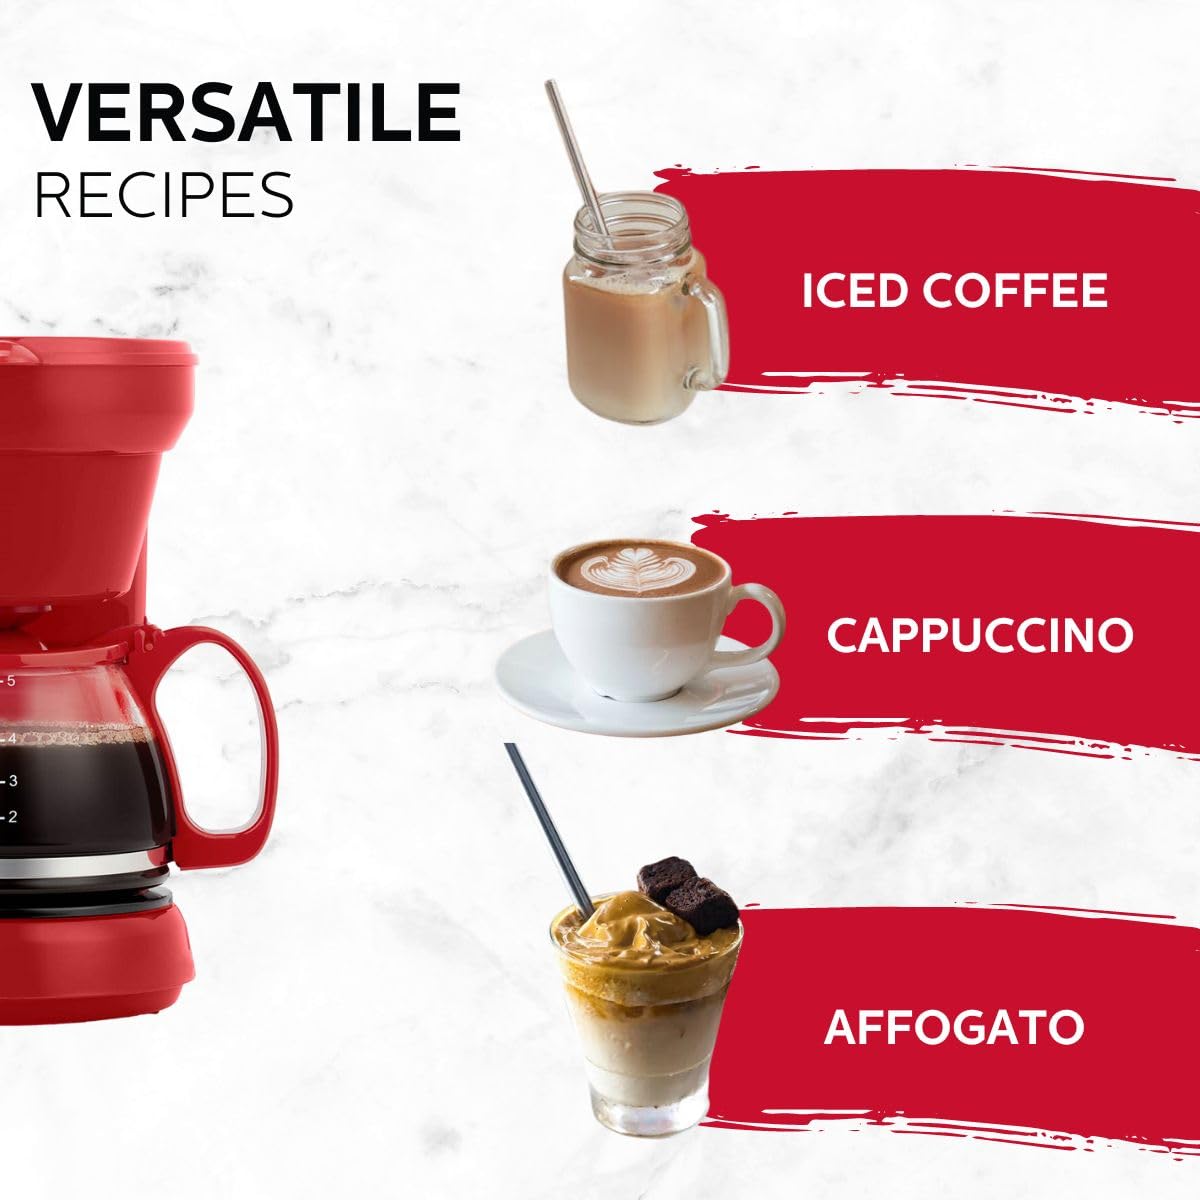 VERSATILE
RECIPES
ICED COFFEE
CAPPUCCINO
AFFOGATO
5
4
3
2